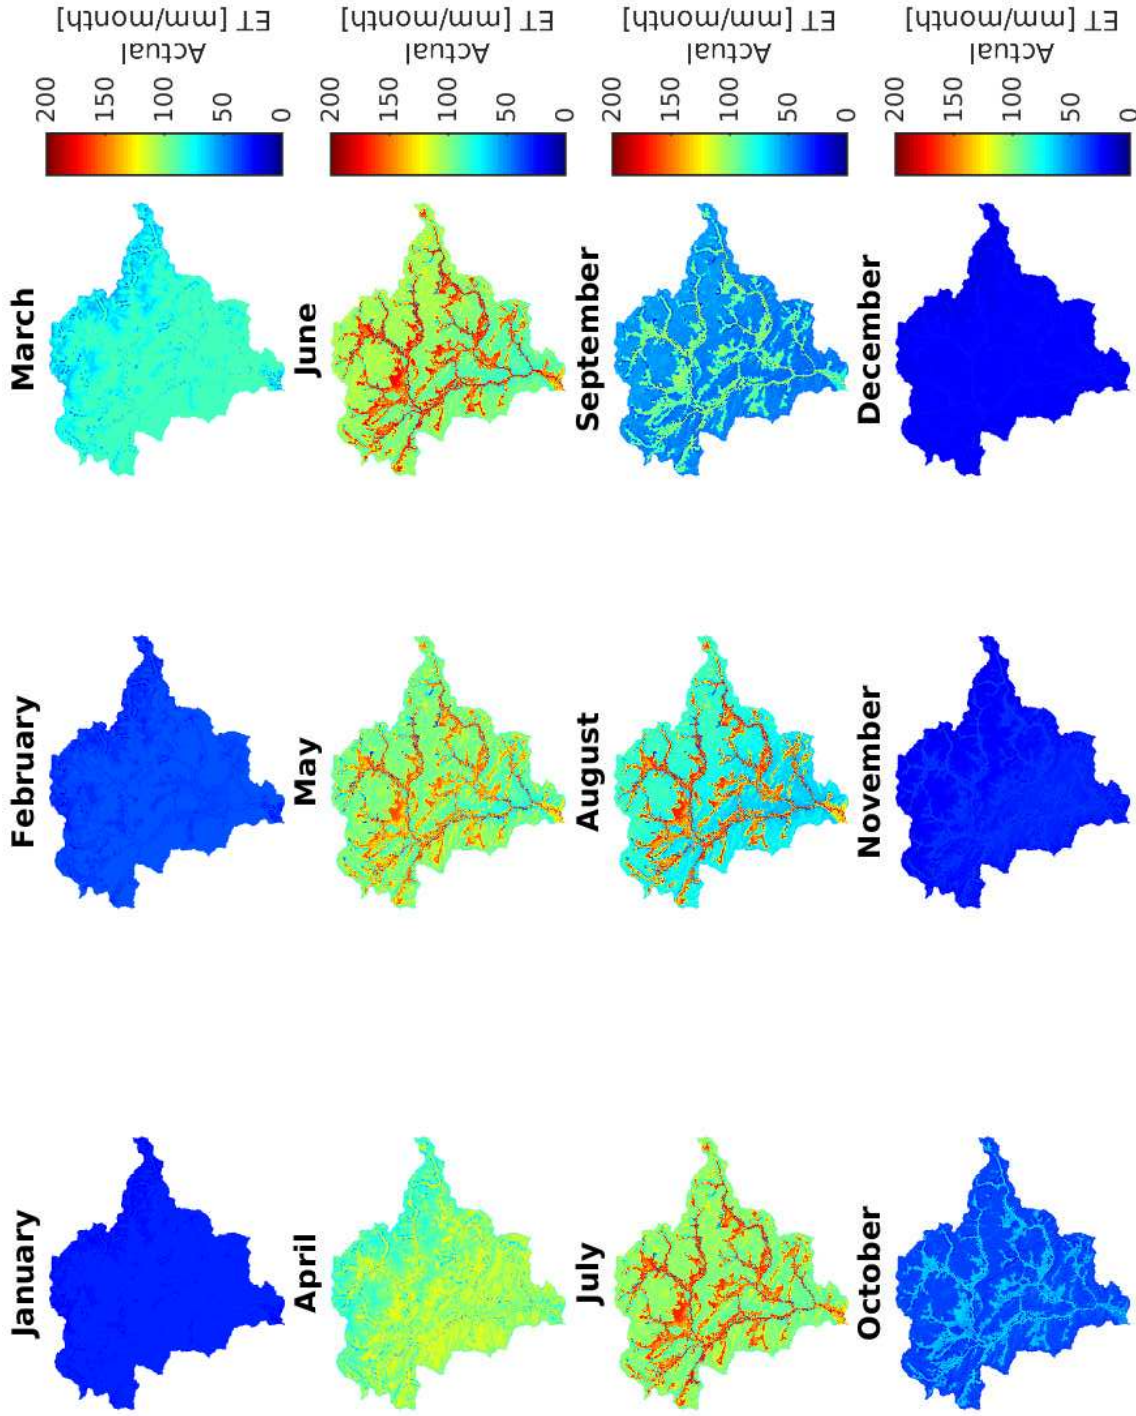 January
February
March
200
150
100
50
0
Actual
ET [mm/month]
April
May
June
200
150
100
50
0
Actual
ET [mm/month]
July
August
September
200
150
100
50
0
Actual
ET [mm/month]
October
November
December
200
150
100
50
0
Actual
ET [mm/month]